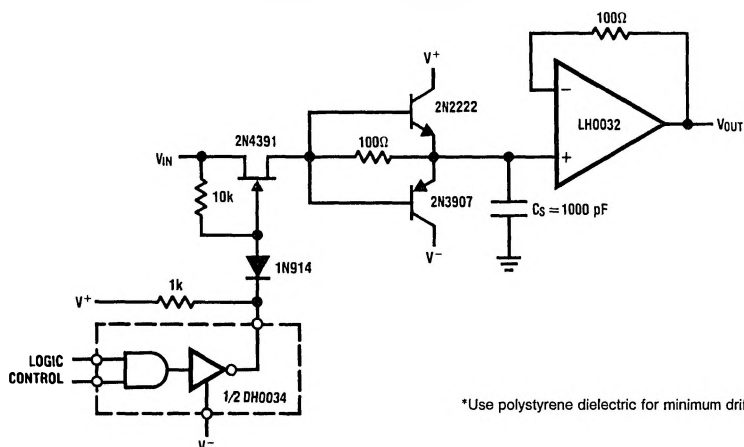 100Ω
V+
2N2222
LH0032
VOUT
2N4391
100Ω
VIN
10k
2N3907
CS = 1000 pF
V−
1N914
1k
V+
LOGIC
CONTROL
1/2 DH0034
V−
*Use polystyrene dielectric for minimum drif